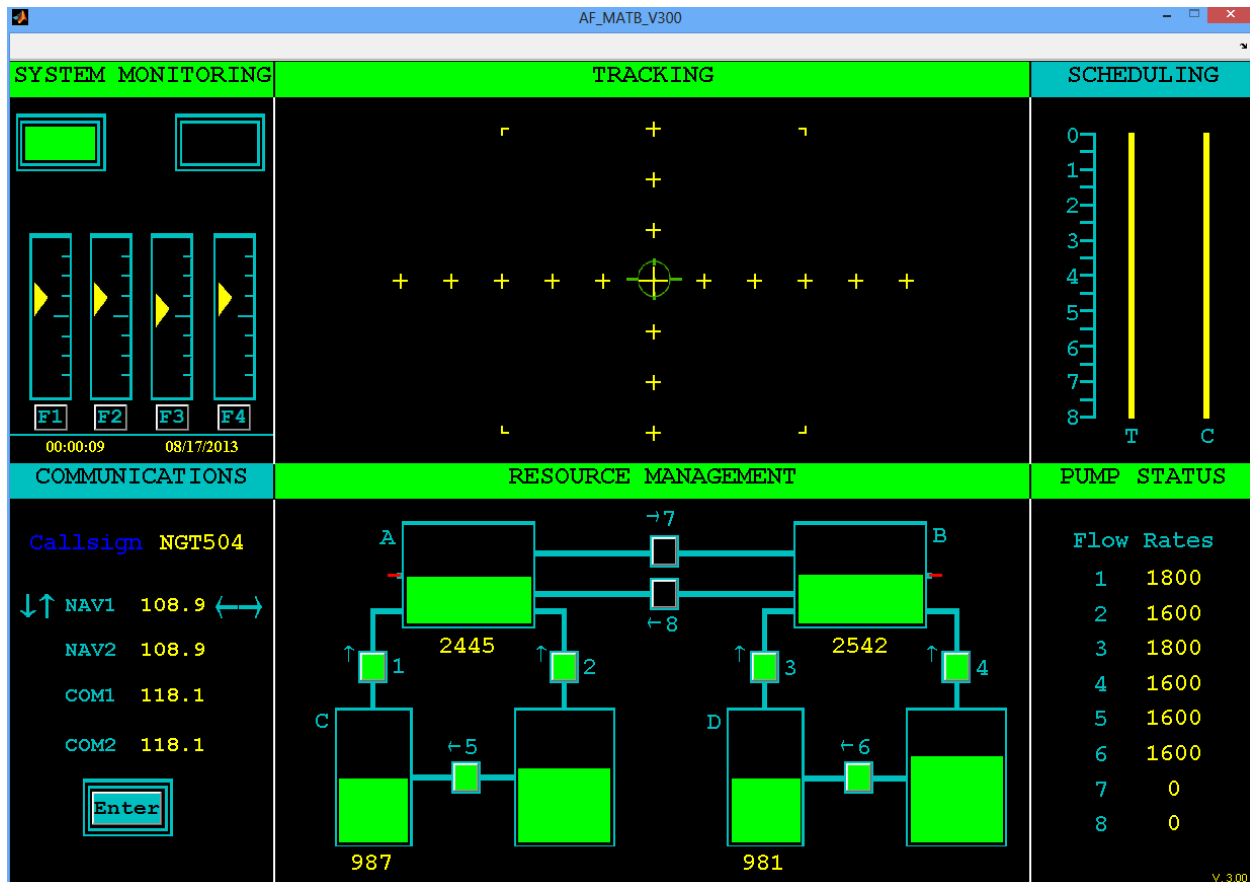 AF_MATB_V300
SYSTEM MONITORING
F1 F2 F3 F4
00:00:09 08/17/2013
TRACKING
SCHEDULING
0
1
2
3
4
5
6
7
8
T C
COMMUNICATIONS
Callsign NGT504
↓↑ NAV1 108.9 ←→
NAV2 108.9
COM1 118.1
COM2 118.1
Enter
RESOURCE MANAGEMENT
→7
A B
←8
2445 2542
↑ 1 ↑ 2 ↑ 3 ↑ 4
C D
←5 ←6
987 981
PUMP STATUS
Flow Rates
1 1800
2 1600
3 1800
4 1600
5 1600
6 1600
7 0
8 0
V. 3.00